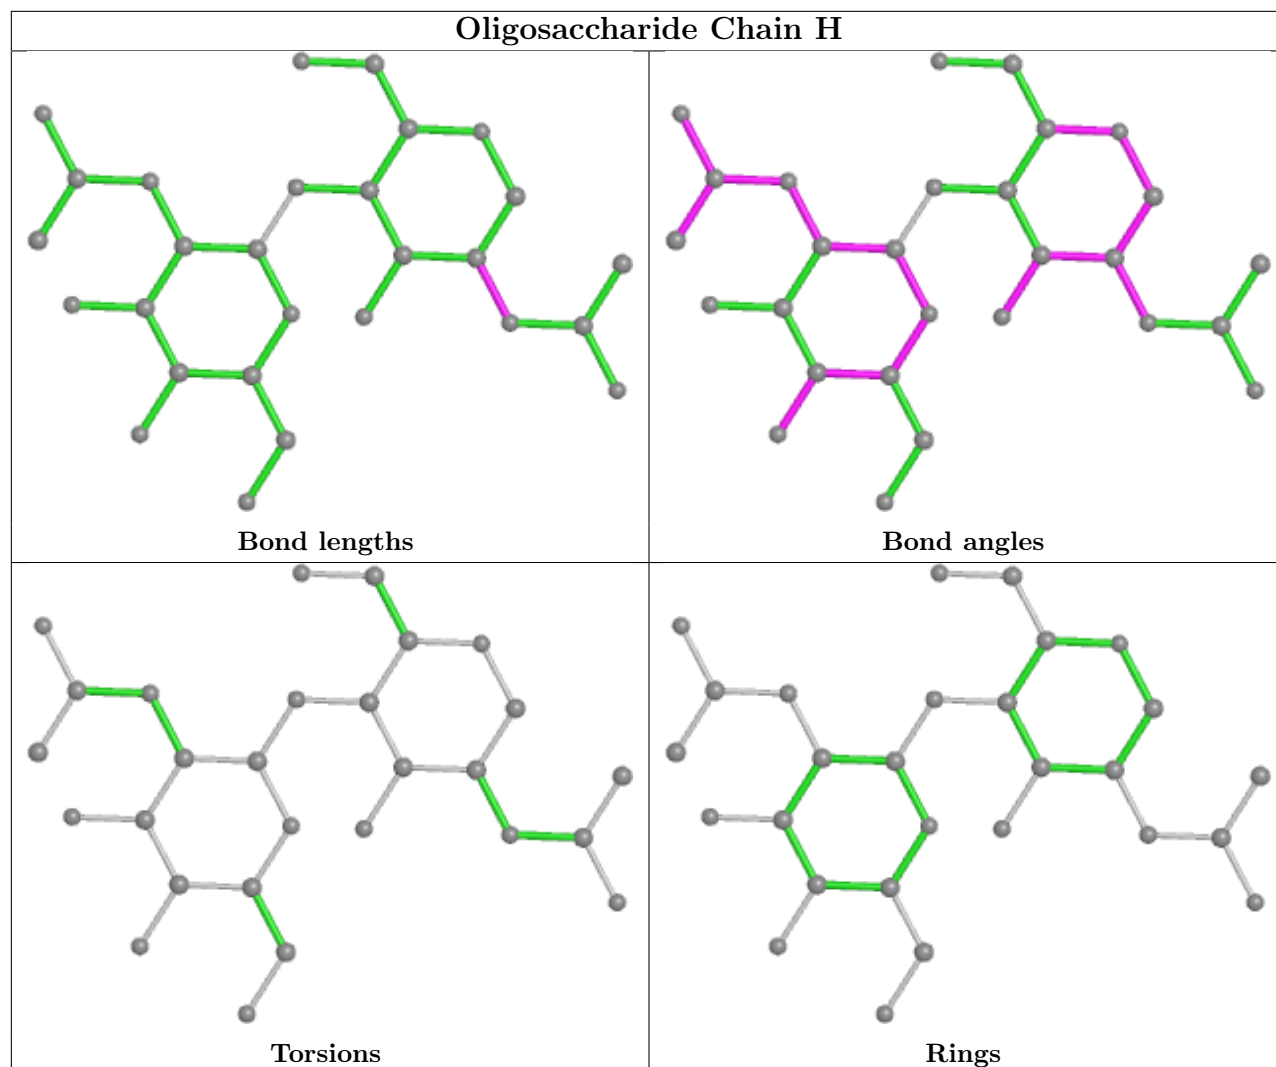 Oligosaccharide Chain H
Bond lengths
Bond angles
Torsions
Rings